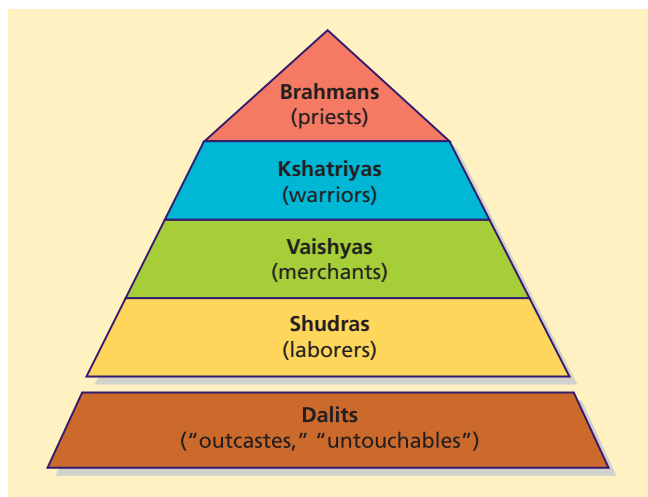 Brahmans
(priests)
Kshatriyas
(warriors)
Vaishyas
(merchants)
Shudras
(laborers)
Dalits
(“outcastes,” “untouchables”)